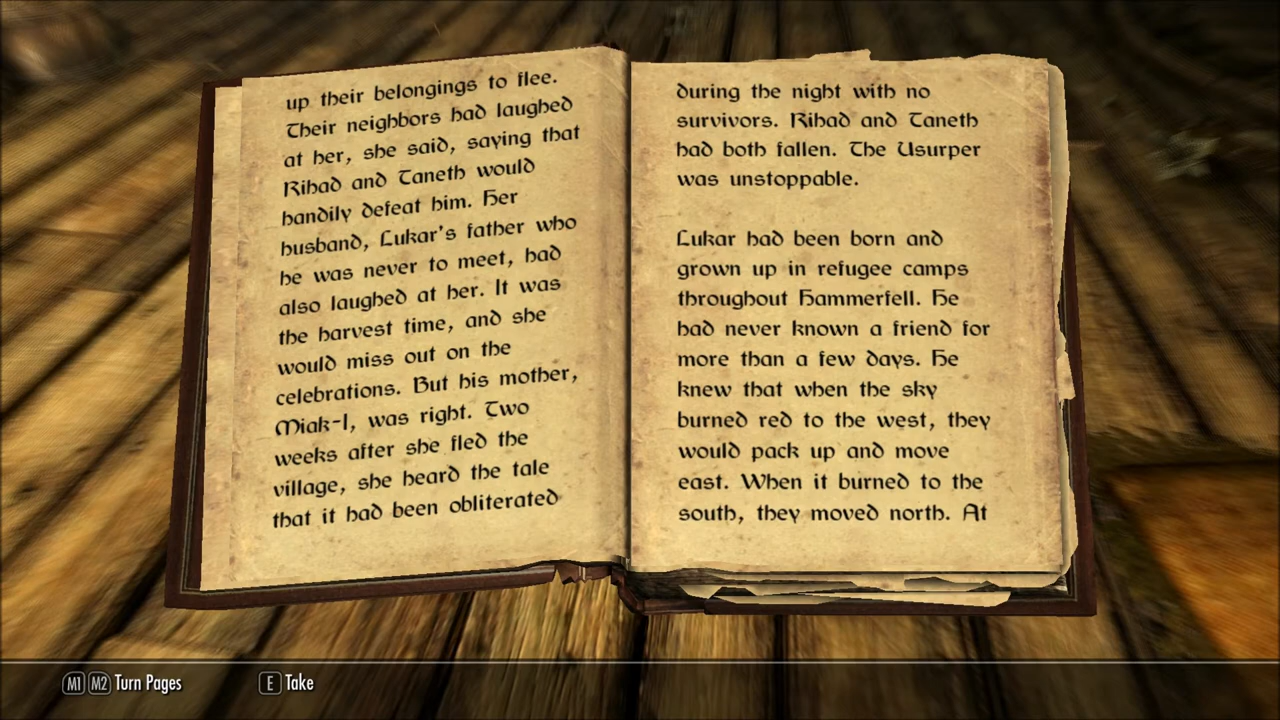 up their belongings to flee.
Their neighbors had laughed
at her, she said, saying that
Rihad and Taneth would
handily defeat him. Her
husband, Lukar's father who
he was never to meet, had
also laughed at her. It was
the harvest time, and she
would miss out on the
celebrations. But his mother,
Miak-I, was right. Two
weeks after she fled the
village, she heard the tale
that it had been obliterated
during the night with no
survivors. Rihad and Taneth
had both fallen. The Usurper
was unstoppable.
Lukar had been born and
grown up in refugee camps
throughout Hammerfell. He
had never known a friend for
more than a few days. He
knew that when the sky
burned red to the west, they
would pack up and move
east. When it burned to the
south, they moved north. At
M1 M2 Turn Pages E Take